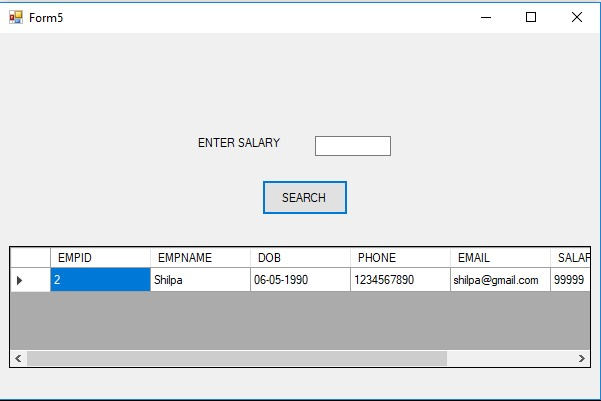 Form5
ENTER SALARY
SEARCH
EMPID EMPNAME DOB PHONE EMAIL SALAR
2 Shilpa 06-05-1990 1234567890 shilpa@gmail.com 99999